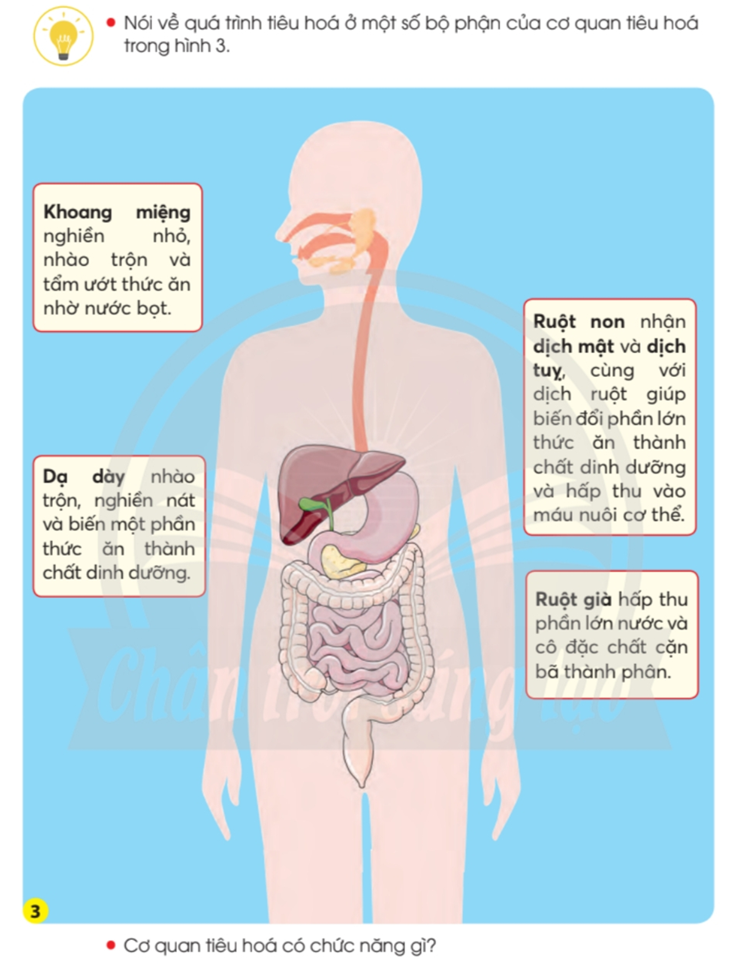 Nói về quá trình tiêu hoá ở một số bộ phận của cơ quan tiêu hoá
trong hình 3.
Khoang miệng
nghiền nhỏ,
nhào trộn và
tẩm ướt thức ăn
nhờ nước bọt.
Dạ dày nhào
trộn, nghiền nát
và biến một phần
thức ăn thành
chất dinh dưỡng.
Ruột non nhận
dịch mật và dịch
tuỵ, cùng với
dịch ruột giúp
biến đổi phần lớn
thức ăn thành
chất dinh dưỡng
và hấp thu vào
máu nuôi cơ thể.
Ruột già hấp thu
phần lớn nước và
cô đặc chất cặn
bã thành phân.
Chân trời sáng tạo
3
Cơ quan tiêu hoá có chức năng gì?